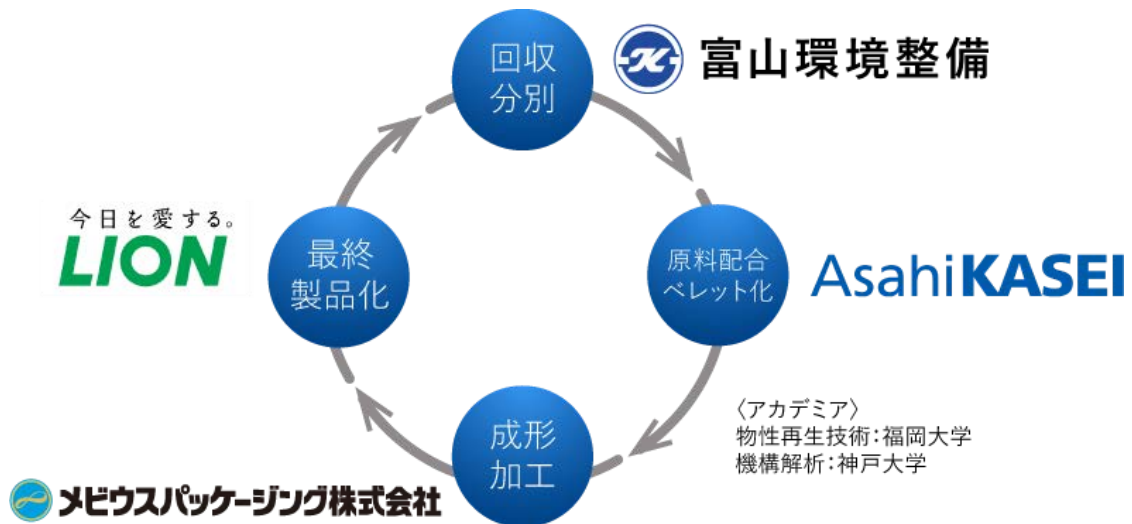 回収
分別
富山環境整備
今日を愛する。
LION
最終
製品化
原料配合
ペレット化
AsahiKASEI
成形
加工
〈アカデミア〉
物性再生技術：福岡大学
機構解析：神戸大学
メビウスパッケージング株式会社